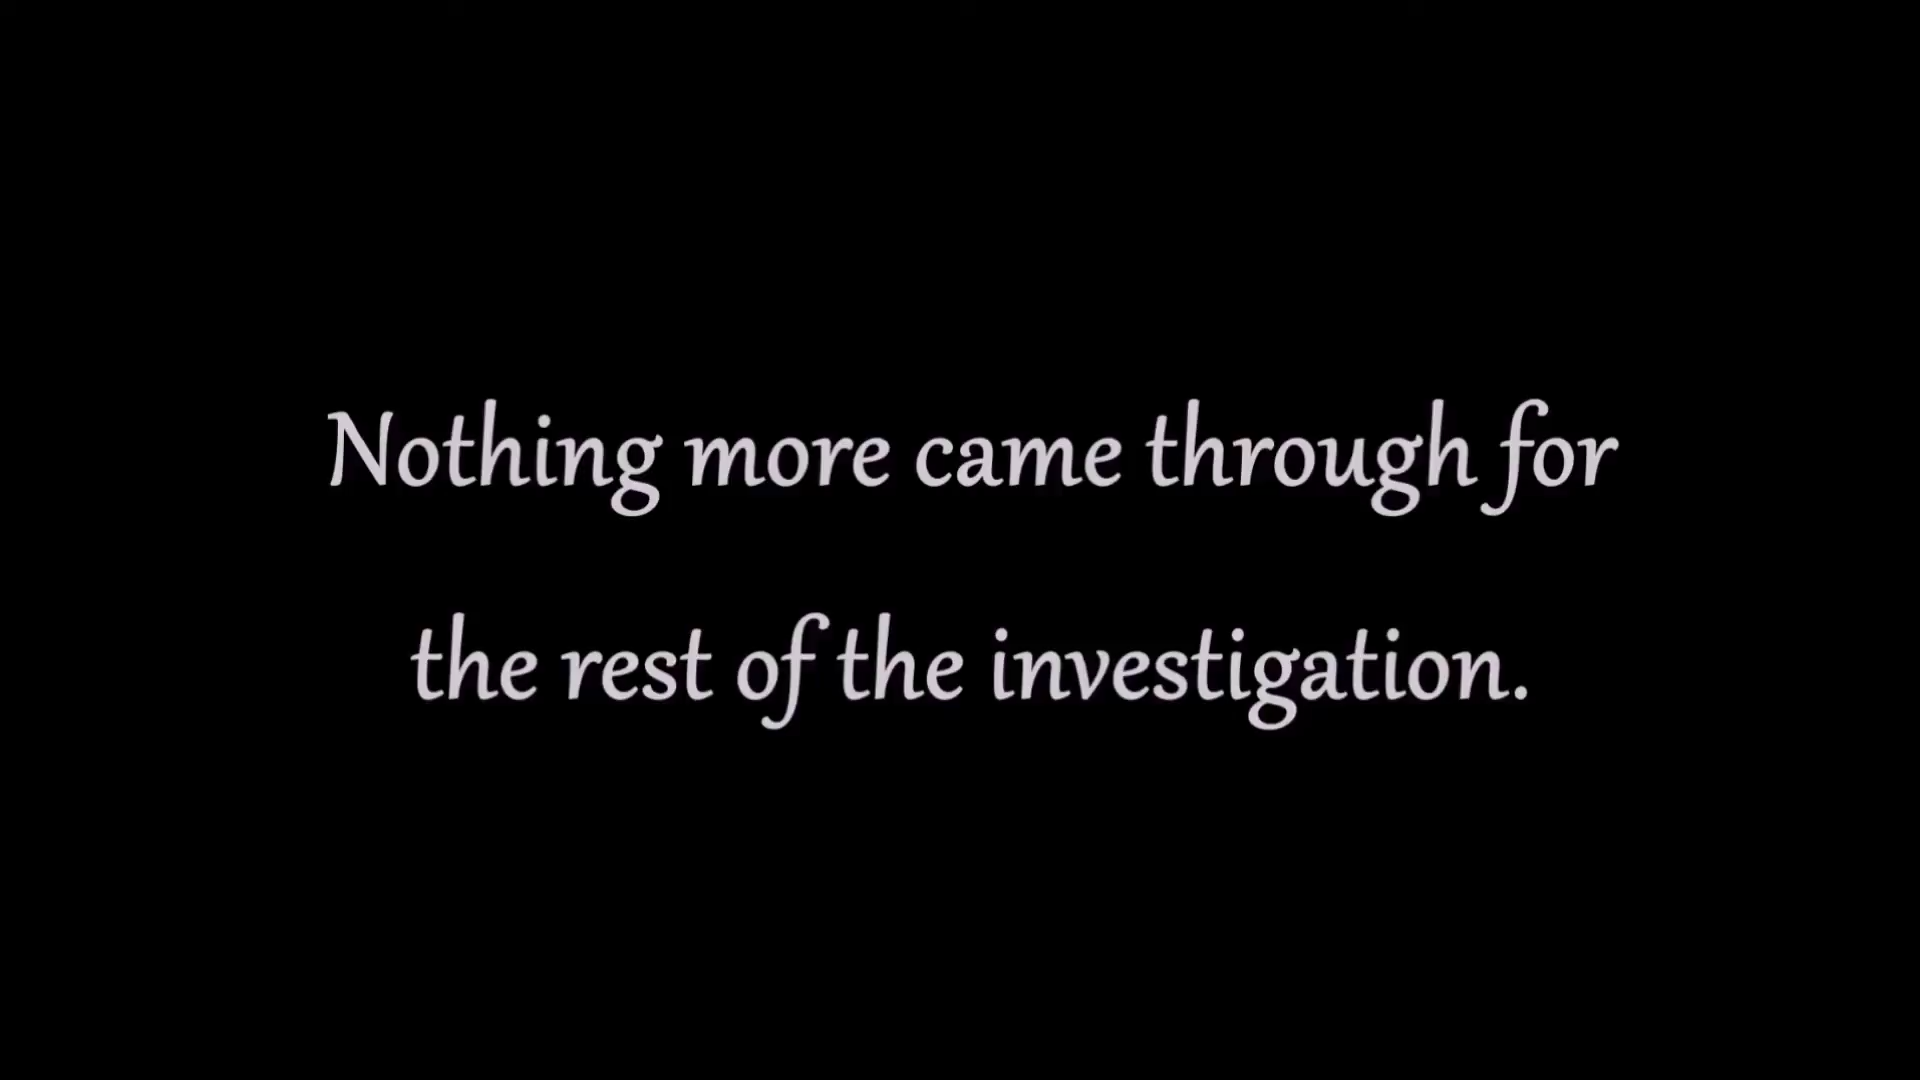 Nothing more came through for
the rest of the investigation.